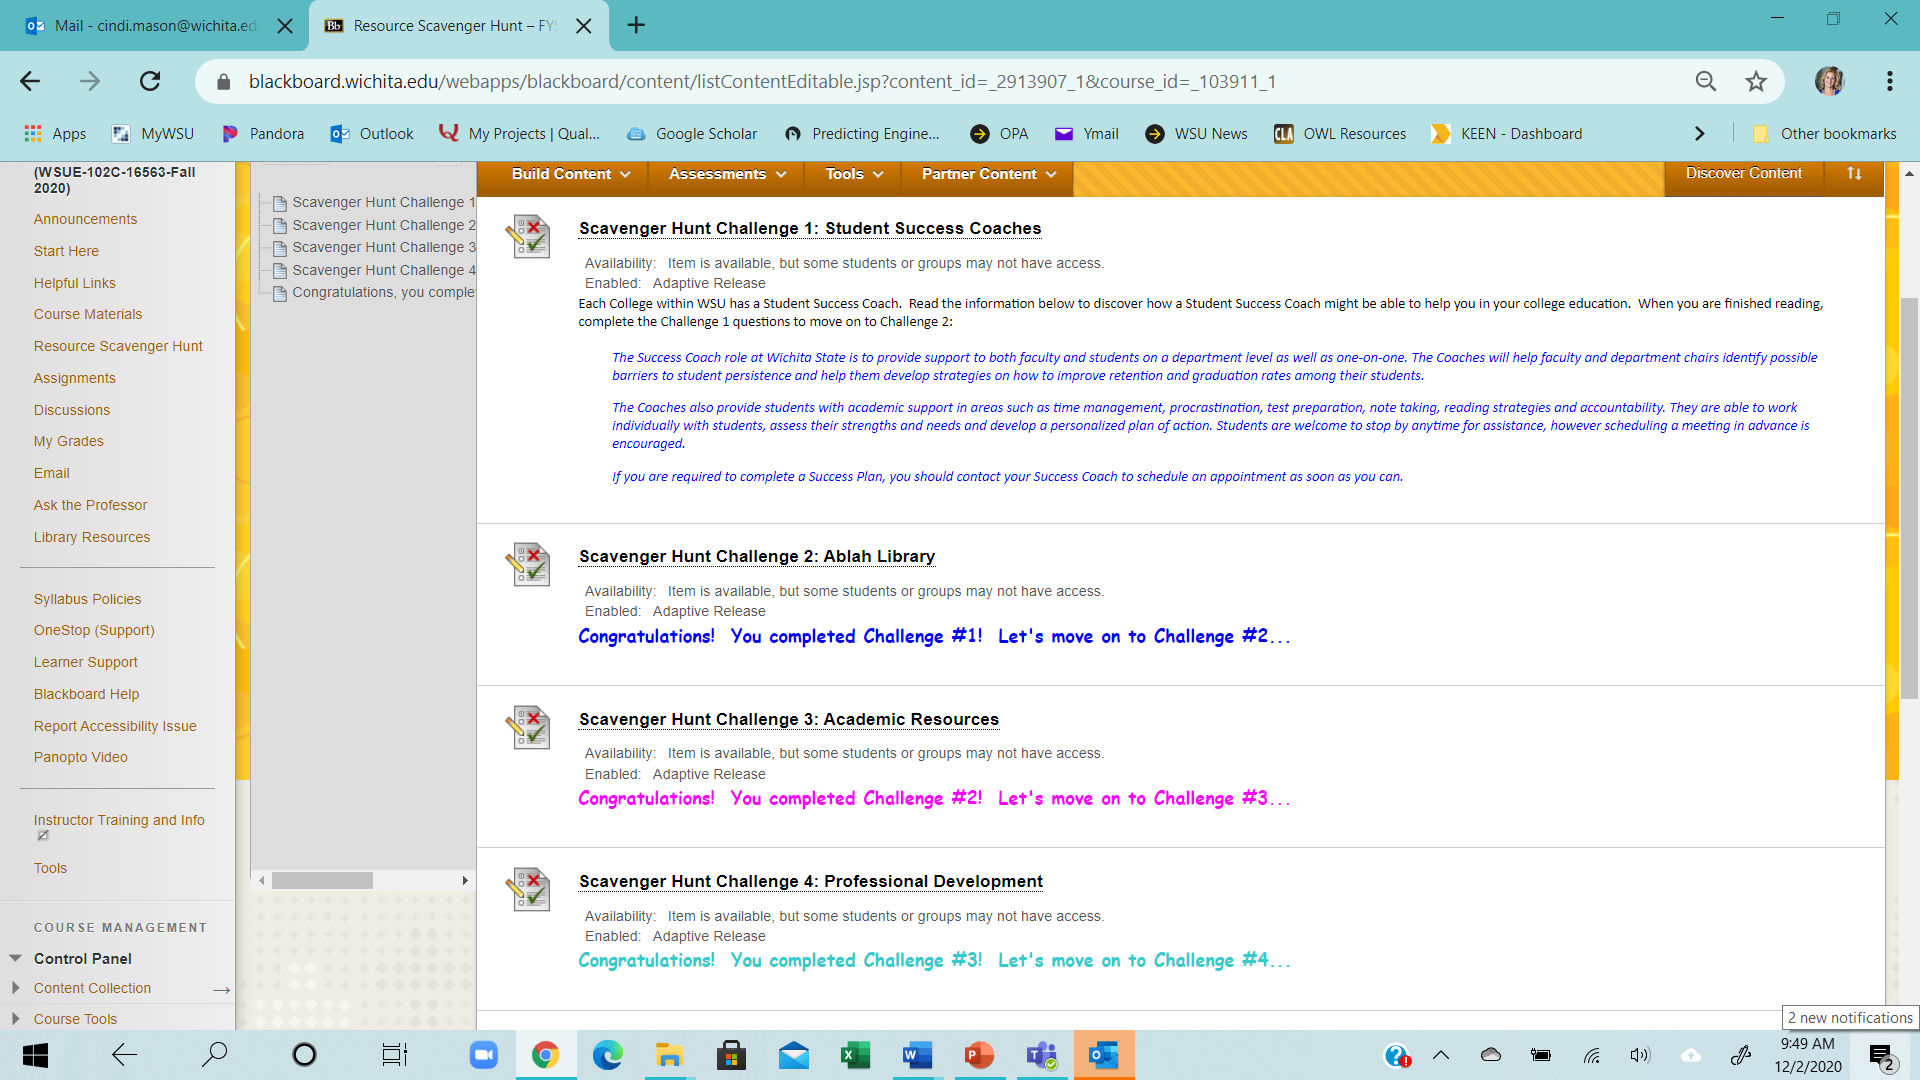 Mail - cindi.mason@wichita.ed
Resource Scavenger Hunt – FY
blackboard.wichita.edu/webapps/blackboard/content/listContentEditable.jsp?content_id=_2913907_1&course_id=_103911_1
Apps
MyWSU
Pandora
Outlook
My Projects | Qual...
Google Scholar
Predicting Engine...
OPA
Ymail
WSU News
CLA OWL Resources
KEEN - Dashboard
Other bookmarks
(WSUE-102C-16563-Fall
2020)
Announcements
Start Here
Helpful Links
Course Materials
Resource Scavenger Hunt
Assignments
Discussions
My Grades
Email
Ask the Professor
Library Resources
Syllabus Policies
OneStop (Support)
Learner Support
Blackboard Help
Report Accessibility Issue
Panopto Video
Instructor Training and Info
Tools
COURSE MANAGEMENT
Control Panel
Content Collection
Course Tools
Scavenger Hunt Challenge 1
Scavenger Hunt Challenge 2
Scavenger Hunt Challenge 3
Scavenger Hunt Challenge 4
Congratulations, you comple
Build Content
Assessments
Tools
Partner Content
Discover Content
Scavenger Hunt Challenge 1: Student Success Coaches
Availability: Item is available, but some students or groups may not have access.
Enabled: Adaptive Release
Each College within WSU has a Student Success Coach. Read the information below to discover how a Student Success Coach might be able to help you in your college education. When you are finished reading,
complete the Challenge 1 questions to move on to Challenge 2:
The Success Coach role at Wichita State is to provide support to both faculty and students on a department level as well as one-on-one. The Coaches will help faculty and department chairs identify possible
barriers to student persistence and help them develop strategies on how to improve retention and graduation rates among their students.
The Coaches also provide students with academic support in areas such as time management, procrastination, test preparation, note taking, reading strategies and accountability. They are able to work
individually with students, assess their strengths and needs and develop a personalized plan of action. Students are welcome to stop by anytime for assistance, however scheduling a meeting in advance is
encouraged.
If you are required to complete a Success Plan, you should contact your Success Coach to schedule an appointment as soon as you can.
Scavenger Hunt Challenge 2: Ablah Library
Availability: Item is available, but some students or groups may not have access.
Enabled: Adaptive Release
Congratulations! You completed Challenge #1! Let's move on to Challenge #2...
Scavenger Hunt Challenge 3: Academic Resources
Availability: Item is available, but some students or groups may not have access.
Enabled: Adaptive Release
Congratulations! You completed Challenge #2! Let's move on to Challenge #3...
Scavenger Hunt Challenge 4: Professional Development
Availability: Item is available, but some students or groups may not have access.
Enabled: Adaptive Release
Congratulations! You completed Challenge #3! Let's move on to Challenge #4...
2 new notifications
9:49 AM
12/2/2020
2